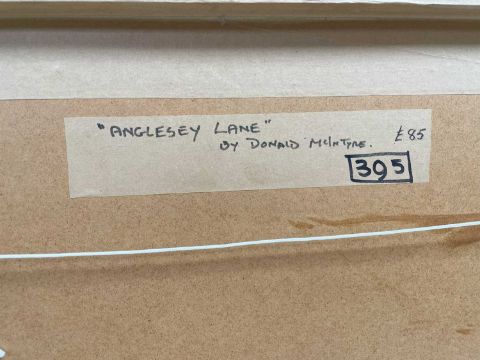 "ANGLESEY LANE"
BY DONALD McINTYRE. £85
395